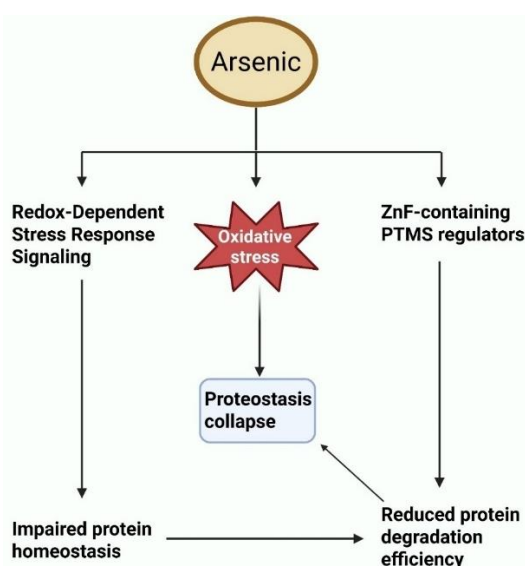 Arsenic
Redox-Dependent
Stress Response
Signaling
Oxidative
stress
ZnF-containing
PTMS regulators
Proteostasis
collapse
Impaired protein
homeostasis
Reduced protein
degradation
efficiency